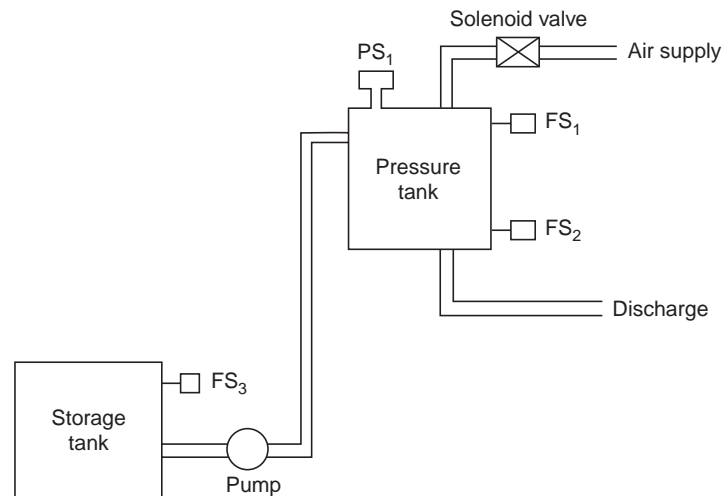 Solenoid valve
PS₁
Air supply
FS₁
Pressure
tank
FS₂
Discharge
FS₃
Storage
tank
Pump